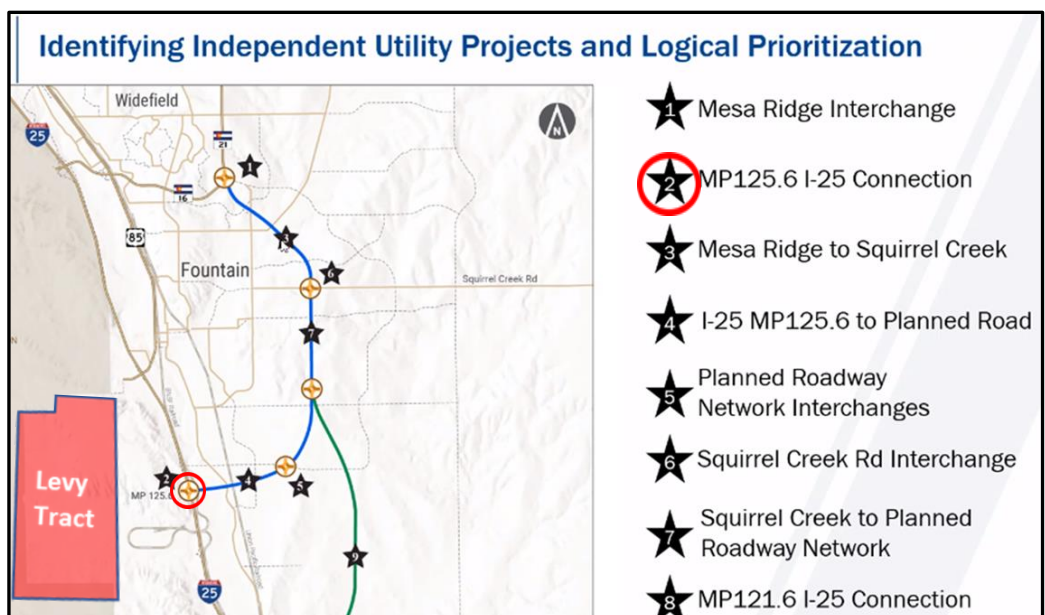 Identifying Independent Utility Projects and Logical Prioritization
Widefield
25
21
1
16
N
85
3
Fountain
6
Squirrel Creek Rd
7
N
Levy
Tract
2
MP 125.
4
5
9
25
1 Mesa Ridge Interchange
2 MP125.6 I-25 Connection
3 Mesa Ridge to Squirrel Creek
4 I-25 MP125.6 to Planned Road
5 Planned Roadway
Network Interchanges
6 Squirrel Creek Rd Interchange
7 Squirrel Creek to Planned
Roadway Network
8 MP121.6 I-25 Connection